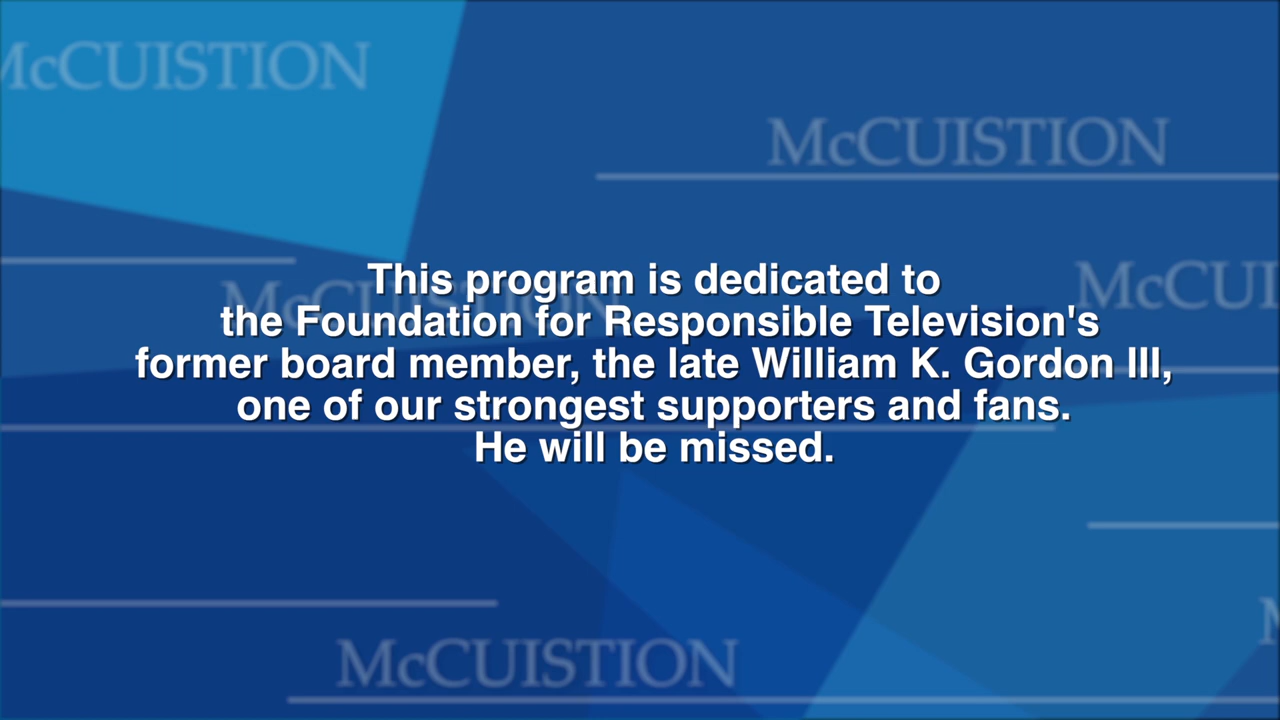 McCUISTION
McCUISTION
This program is dedicated to
McCUISTION
McCUI
the Foundation for Responsible Television's
former board member, the late William K. Gordon III,
one of our strongest supporters and fans.
He will be missed.
McCUISTION